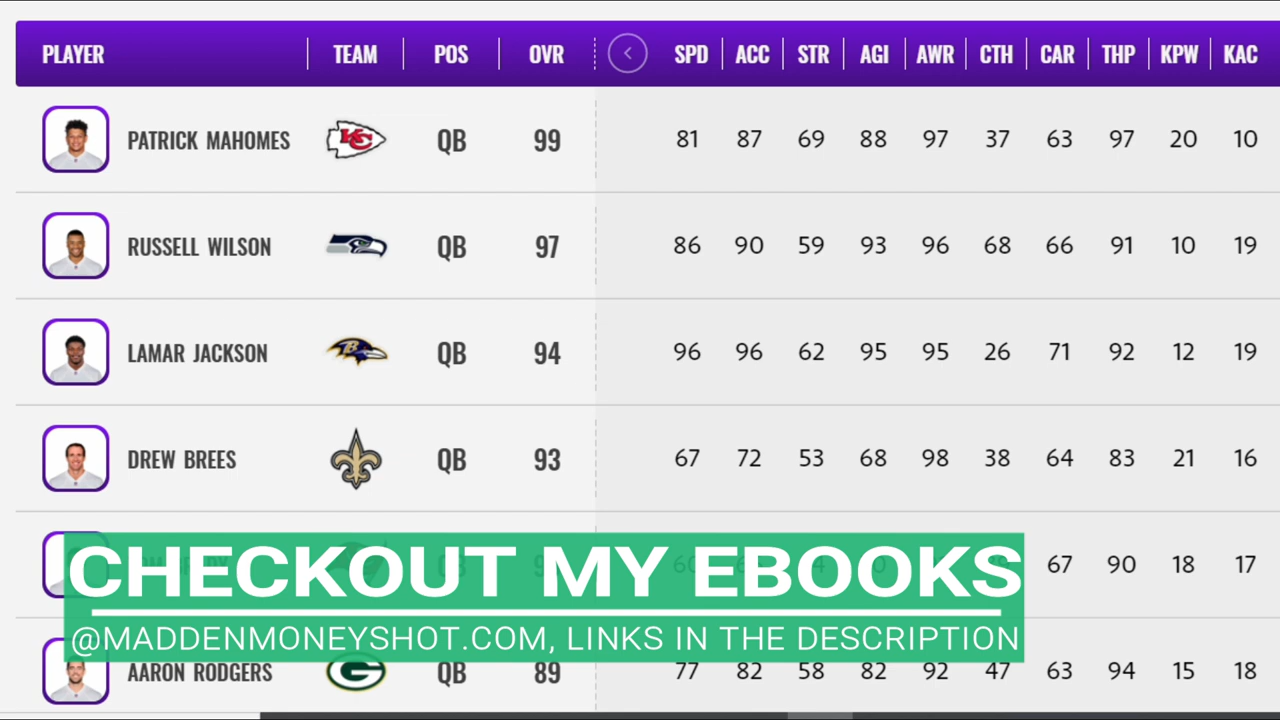 PLAYER TEAM POS OVR SPD ACC STR AGI AWR CTH CAR THP KPW KAC
PATRICK MAHOMES KC QB 99 81 87 69 88 97 37 63 97 20 10
RUSSELL WILSON QB 97 86 90 59 93 96 68 66 91 10 19
LAMAR JACKSON B QB 94 96 96 62 95 95 26 71 92 12 19
DREW BREES QB 93 67 72 53 68 98 38 64 83 21 16
67 90 18 17
CHECKOUT MY EBOOKS
@MADDENMONEYSHOT.COM, LINKS IN THE DESCRIPTION
AARON RODGERS G QB 89 77 82 58 82 92 47 63 94 15 18